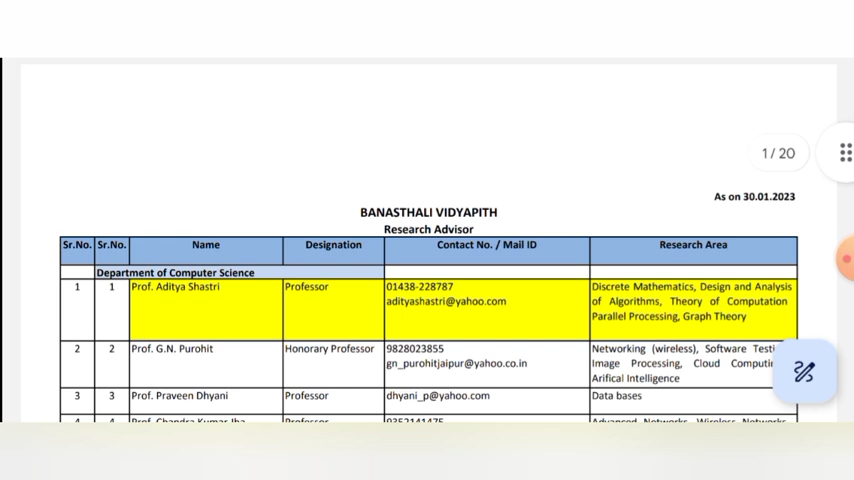 1 / 20
As on 30.01.2023
BANASTHALI VIDYAPITH
Research Advisor
Sr.No. Sr.No. Name Designation Contact No. / Mail ID Research Area
Department of Computer Science
1 1 Prof. Aditya Shastri Professor 01438-228787 Discrete Mathematics, Design and Analysis
adityashastri@yahoo.com of Algorithms, Theory of Computation
Parallel Processing, Graph Theory
2 2 Prof. G.N. Purohit Honorary Professor 9828023855 Networking (wireless), Software
gn_purohitjaipur@yahoo.co.in Image Processing, Cloud
Arifical Intelligence
3 3 Prof. Praveen Dhyani Professor dhyani_p@yahoo.com Data bases